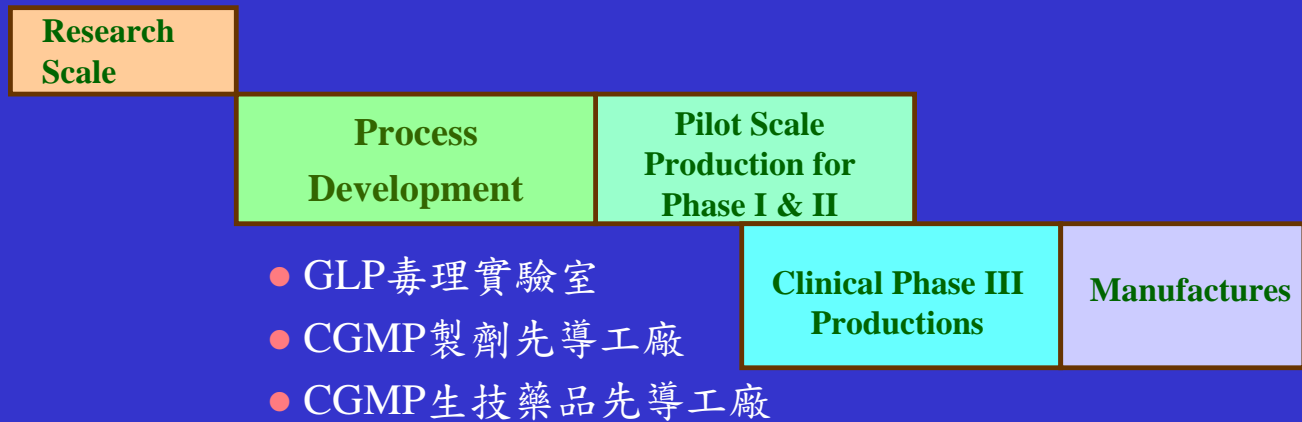 Research
Scale
Process
Development
Pilot Scale
Production for
Phase I & II
GLP毒理實驗室
CGMP製劑先導工廠
CGMP生技藥品先導工廠
Clinical Phase III
Productions
Manufactures